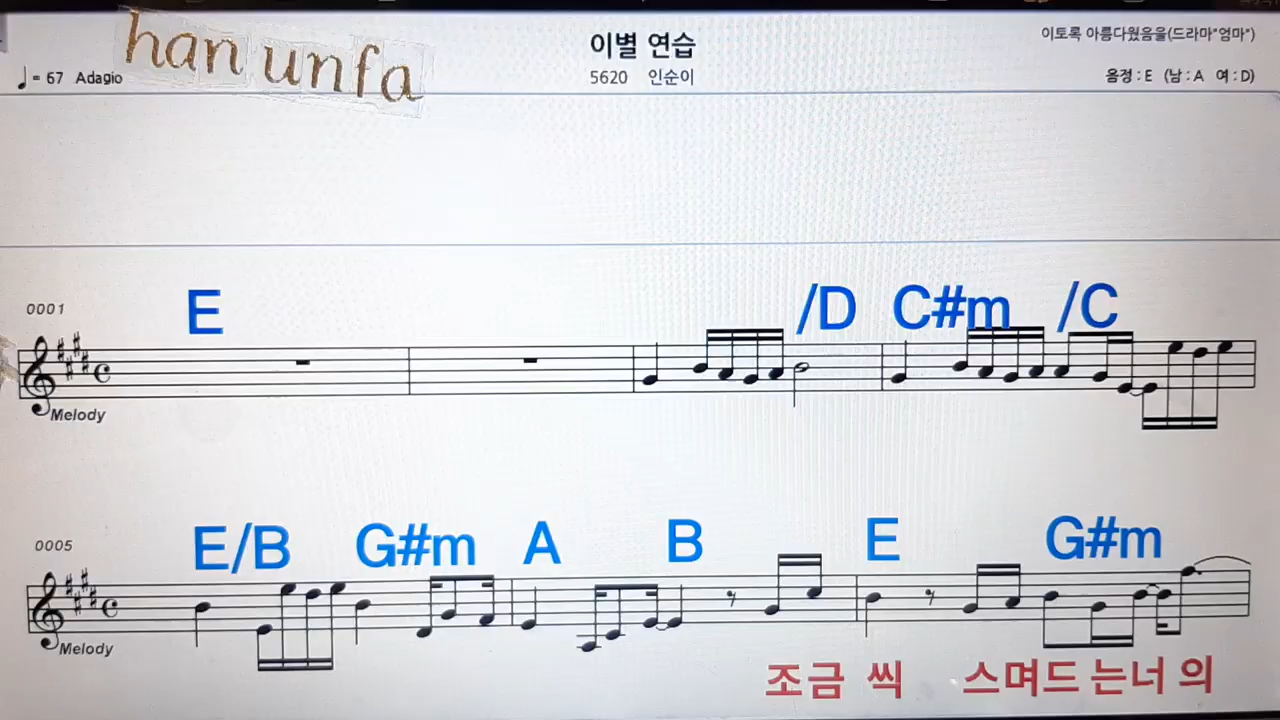 han unfa
이별 연습
이토록 아름다웠음을(드라마"엄마")
♩= 67 Adagio
5620 인순이
음정 : E (남 : A 여 : D)
0001
E /D C#m /C
Melody
0005
E/B G#m A B E G#m
Melody
조금 씩 스며드 는너 의